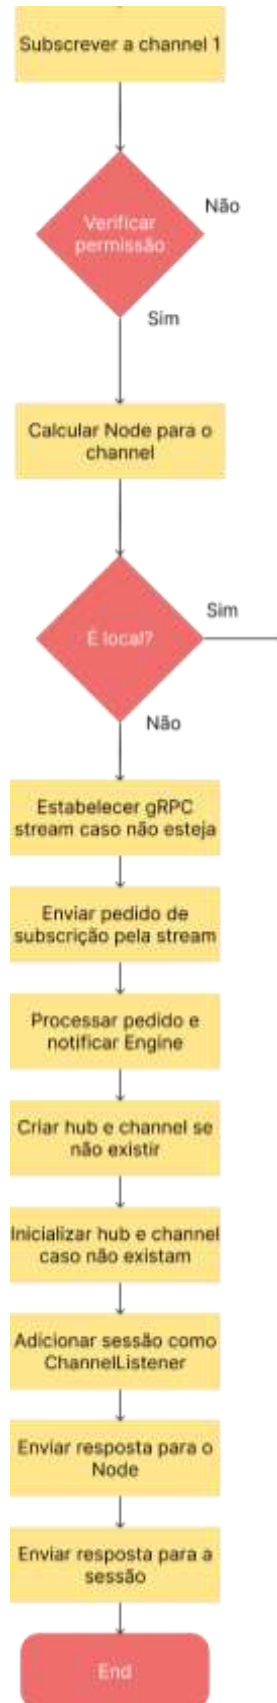 Subscrever a channel 1
Não
Verificar
permissão
Sim
Calcular Node para o
channel
Sim
É local?
Não
Estabelecer gRPC
stream caso não esteja
Enviar pedido de
subscrição pela stream
Processar pedido e
notificar Engine
Criar hub e channel se
não existir
Inicializar hub e channel
caso não existam
Adicionar sessão como
ChannelListener
Enviar resposta para o
Node
Enviar resposta para a
sessão
End